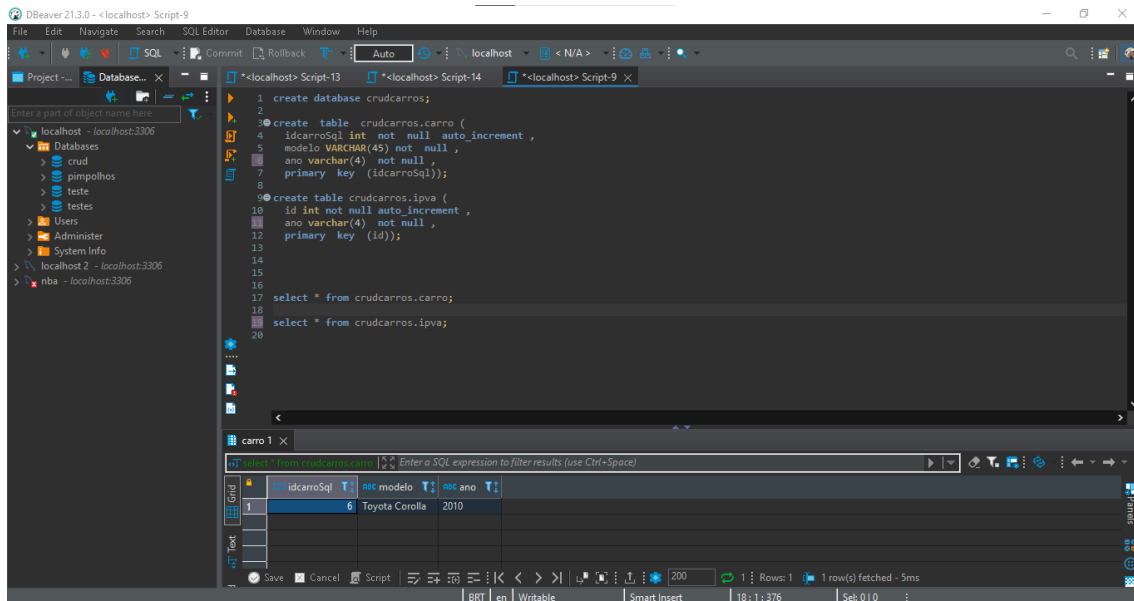 DBeaver 21.3.0 - <localhost> Script-9
File Edit Navigate Search SQL Editor Database Window Help
SQL Commit Rollback Auto localhost < N/A >
Project -... Database...
*<localhost> Script-13 *<localhost> Script-14 *<localhost> Script-9
Enter a part of object name here
localhost - localhost:3306
Databases
crud
pimpolhos
teste
testes
Users
Administer
System Info
localhost 2 - localhost:3306
nba - localhost:3306
1 create database crudcarros;
2
3 create table crudcarros.carro (
4 idcarroSql int not null auto_increment ,
5 modelo VARCHAR(45) not null ,
6 ano varchar(4) not null ,
7 primary key (idcarroSql));
8
9 create table crudcarros.ipva (
10 id int not null auto_increment ,
11 ano varchar(4) not null ,
12 primary key (id));
13
14
15
16
17 select * from crudcarros.carro;
18
19 select * from crudcarros.ipva;
20
carro 1
select * from crudcarros.carro Enter a SQL expression to filter results (use Ctrl+Space)
Grid
Text
Panels
idcarroSql ABC modelo ABC ano
1 6 Toyota Corolla 2010
Save Cancel Script 200 1 Rows: 1 1 row(s) fetched - 5ms
BRT en Writable Smart Insert 18 : 1 : 376 Sel: 0 | 0